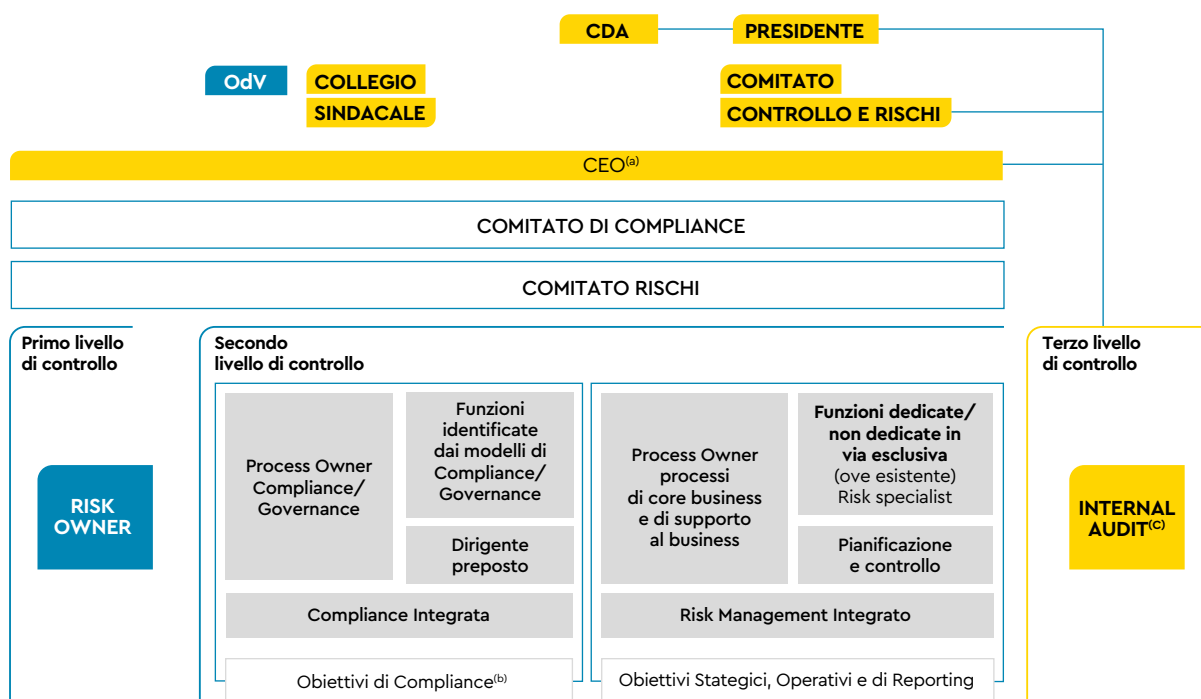 CDA
PRESIDENTE
OdV
COLLEGIO
SINDACALE
COMITATO
CONTROLLO E RISCHI
CEO(a)
COMITATO DI COMPLIANCE
COMITATO RISCHI
Primo livello
di controllo
RISK
OWNER
Secondo
livello di controllo
Process Owner
Compliance/
Governance
Funzioni
identificate
dai modelli di
Compliance/
Governance
Dirigente
preposto
Compliance Integrata
Obiettivi di Compliance(b)
Process Owner
processi
di core business
e di supporto
al business
Funzioni dedicate/
non dedicate in
via esclusiva
(ove esistente)
Risk specialist
Pianificazione
e controllo
Risk Management Integrato
Obiettivi Stategici, Operativi e di Reporting
Terzo livello
di controllo
INTERNAL
AUDIT(C)